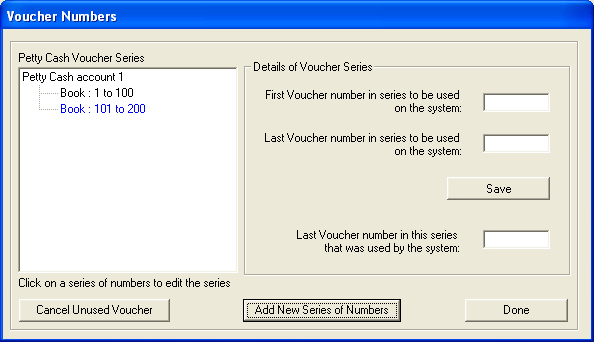 Voucher Numbers
Petty Cash Voucher Series
Petty Cash account 1
Book : 1 to 100
Book : 101 to 200
Click on a series of numbers to edit the series
Details of Voucher Series
First Voucher number in series to be used
on the system:
Last Voucher number in series to be used
on the system:
Save
Last Voucher number in this series
that was used by the system:
Cancel Unused Voucher
Add New Series of Numbers
Done